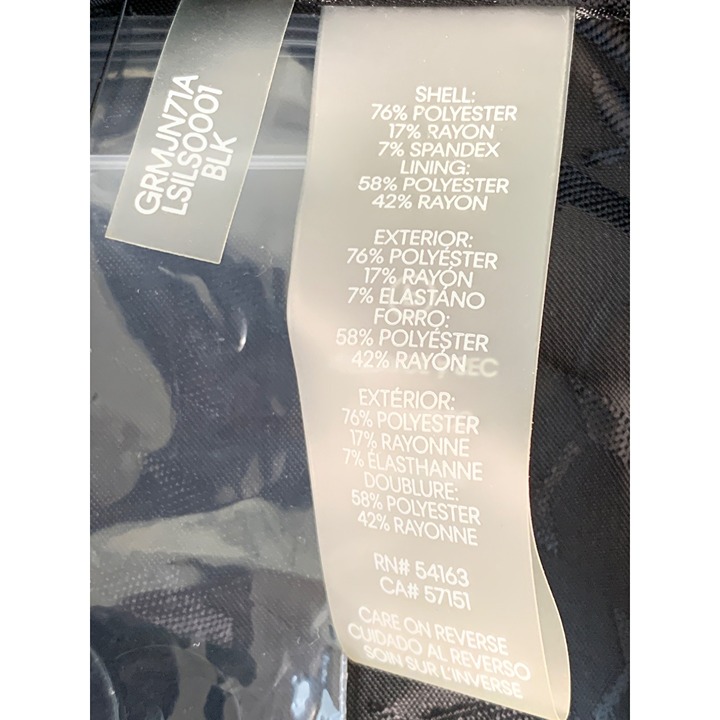 GRMJN71A
LSILS0001
BLK
SHELL:
76% POLYESTER
17% RAYON
7% SPANDEX
LINING:
58% POLYESTER
42% RAYON
EXTERIOR:
76% POLYÉSTER
17% RAYÓN
7% ELASTÁNO
FORRO:
58% POLYÉSTER
42% RAYÓN
EXTÉRIOR:
76% POLYESTER
17% RAYONNE
7% ÉLASTHANNE
DOUBLURE:
58% POLYESTER
42% RAYONNE
RN# 54163
CA# 57151
CARE ON REVERSE
CUIDADO AL REVERSO
SOIN SUR L'INVERSE